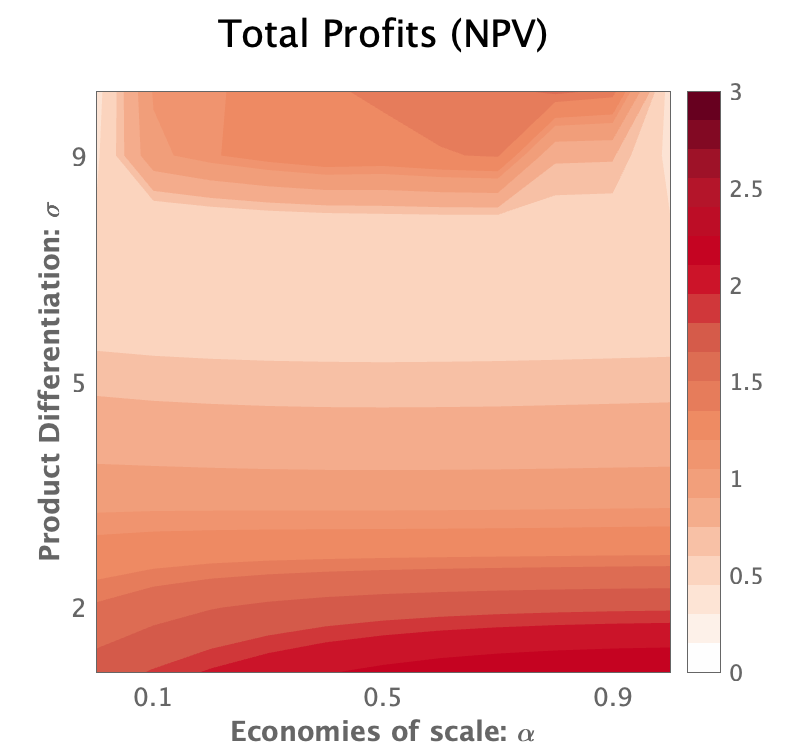 Total Profits (NPV)
3
9
2.5
2
5
1.5
1
0.5
2
0
0.1 0.5 0.9
Product Differentiation: σ
Economies of scale: α